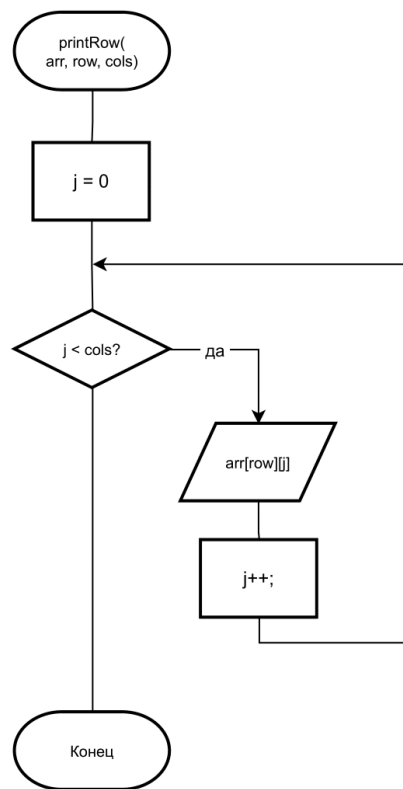 printRow(
arr, row, cols)
j = 0
j < cols?
да
arr[row][j]
j++;
Конец